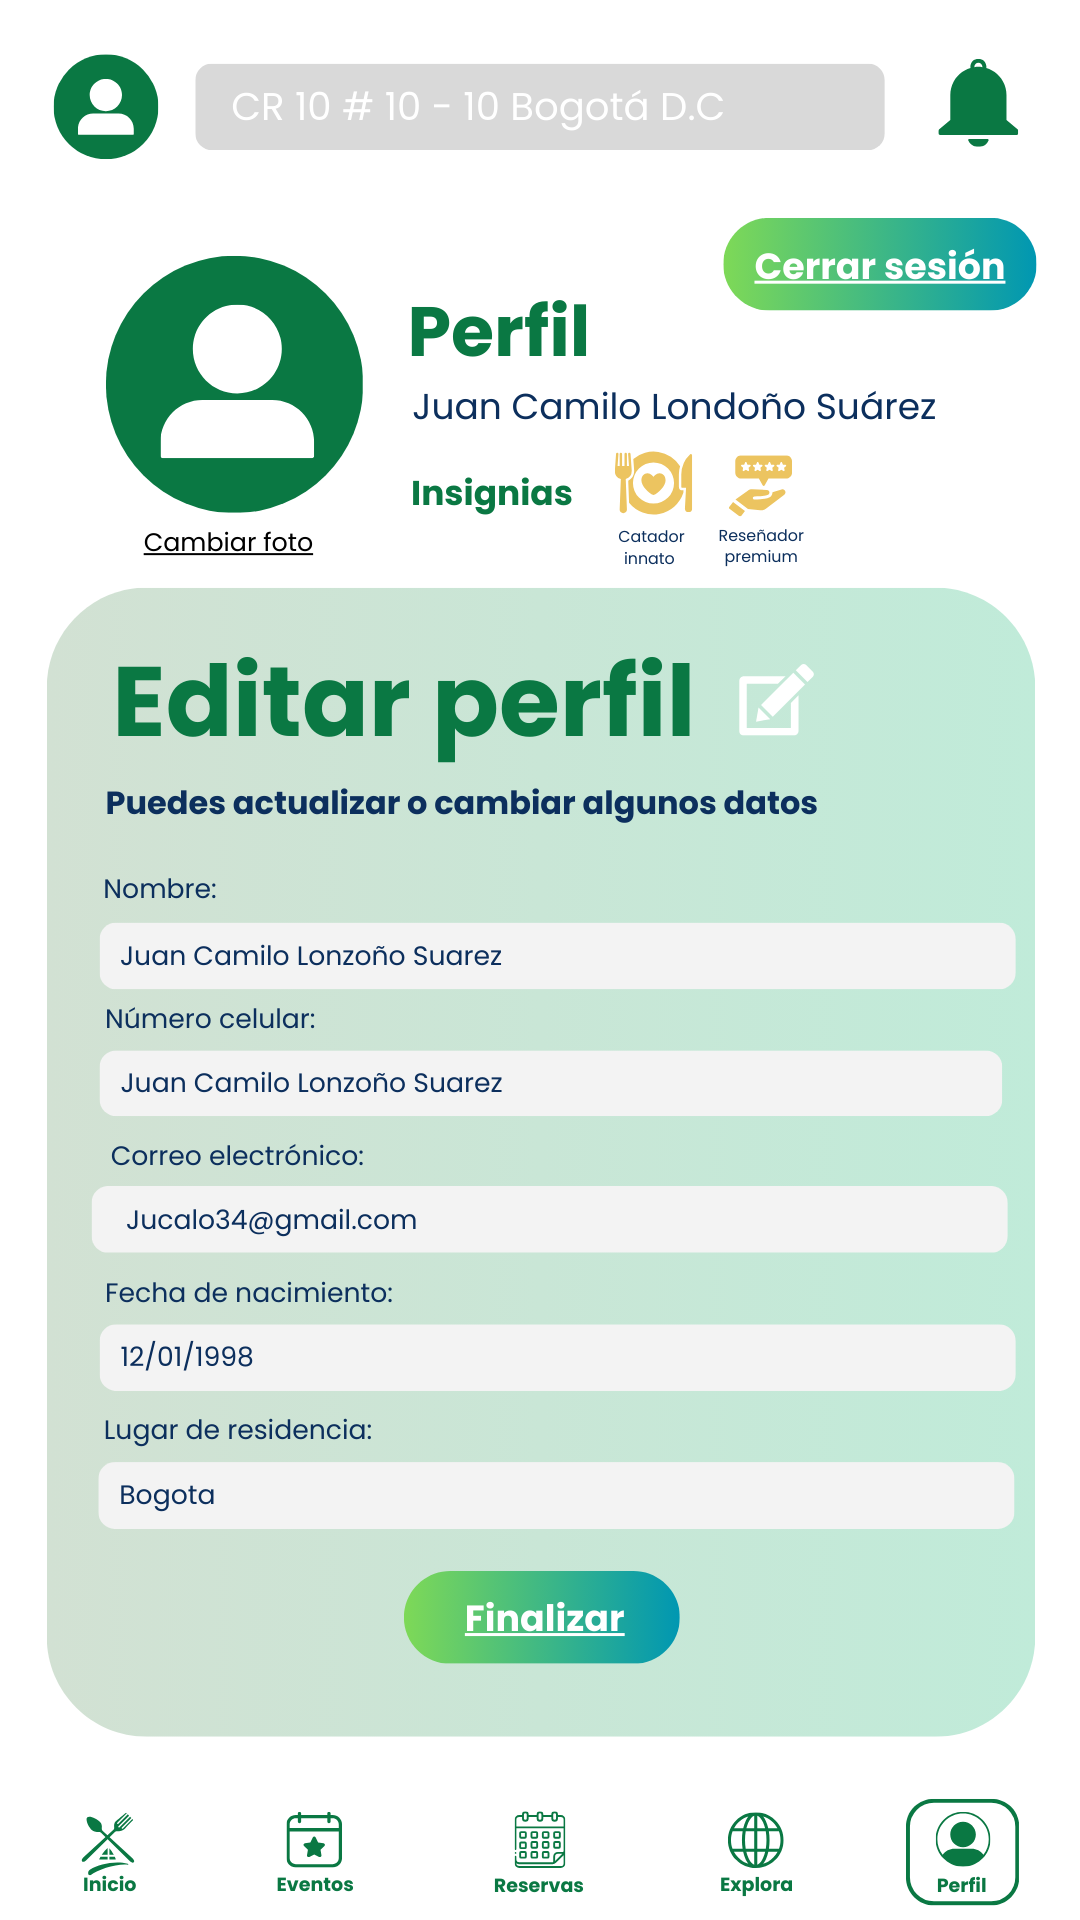 CR 10 # 10 - 10 Bogotá D.C
Cerrar sesión
Perfil
Juan Camilo Londoño Suárez
Insignias
Catador
innato
Reseñador
premium
Cambiar foto
Editar perfil
Puedes actualizar o cambiar algunos datos
Nombre:
Juan Camilo Lonzoño Suarez
Número celular:
Juan Camilo Lonzoño Suarez
Correo electrónico:
Jucalo34@gmail.com
Fecha de nacimiento:
12/01/1998
Lugar de residencia:
Bogota
Finalizar
Inicio
Eventos
Reservas
Explora
Perfil